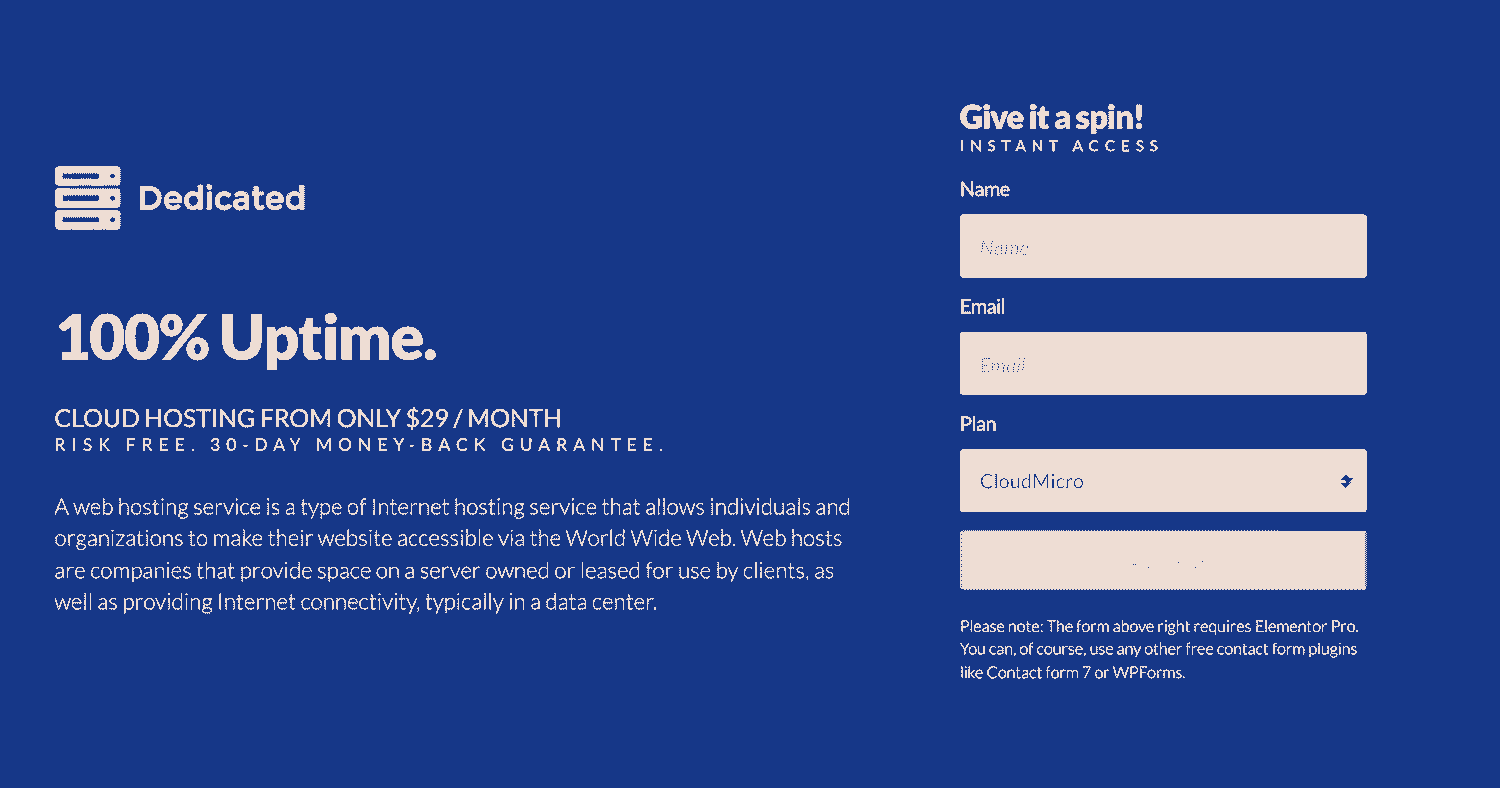 Dedicated
100% Uptime.
CLOUD HOSTING FROM ONLY $29 / MONTH
RISK FREE. 30-DAY MONEY-BACK GUARANTEE.
A web hosting service is a type of Internet hosting service that allows individuals and
organizations to make their website accessible via the World Wide Web. Web hosts
are companies that provide space on a server owned or leased for use by clients, as
well as providing Internet connectivity, typically in a data center.
Give it a spin!
INSTANT ACCESS
Name
Name
Email
Email
Plan
CloudMicro
Please note: The form above right requires Elementor Pro.
You can, of course, use any other free contact form plugins
like Contact form 7 or WPForms.